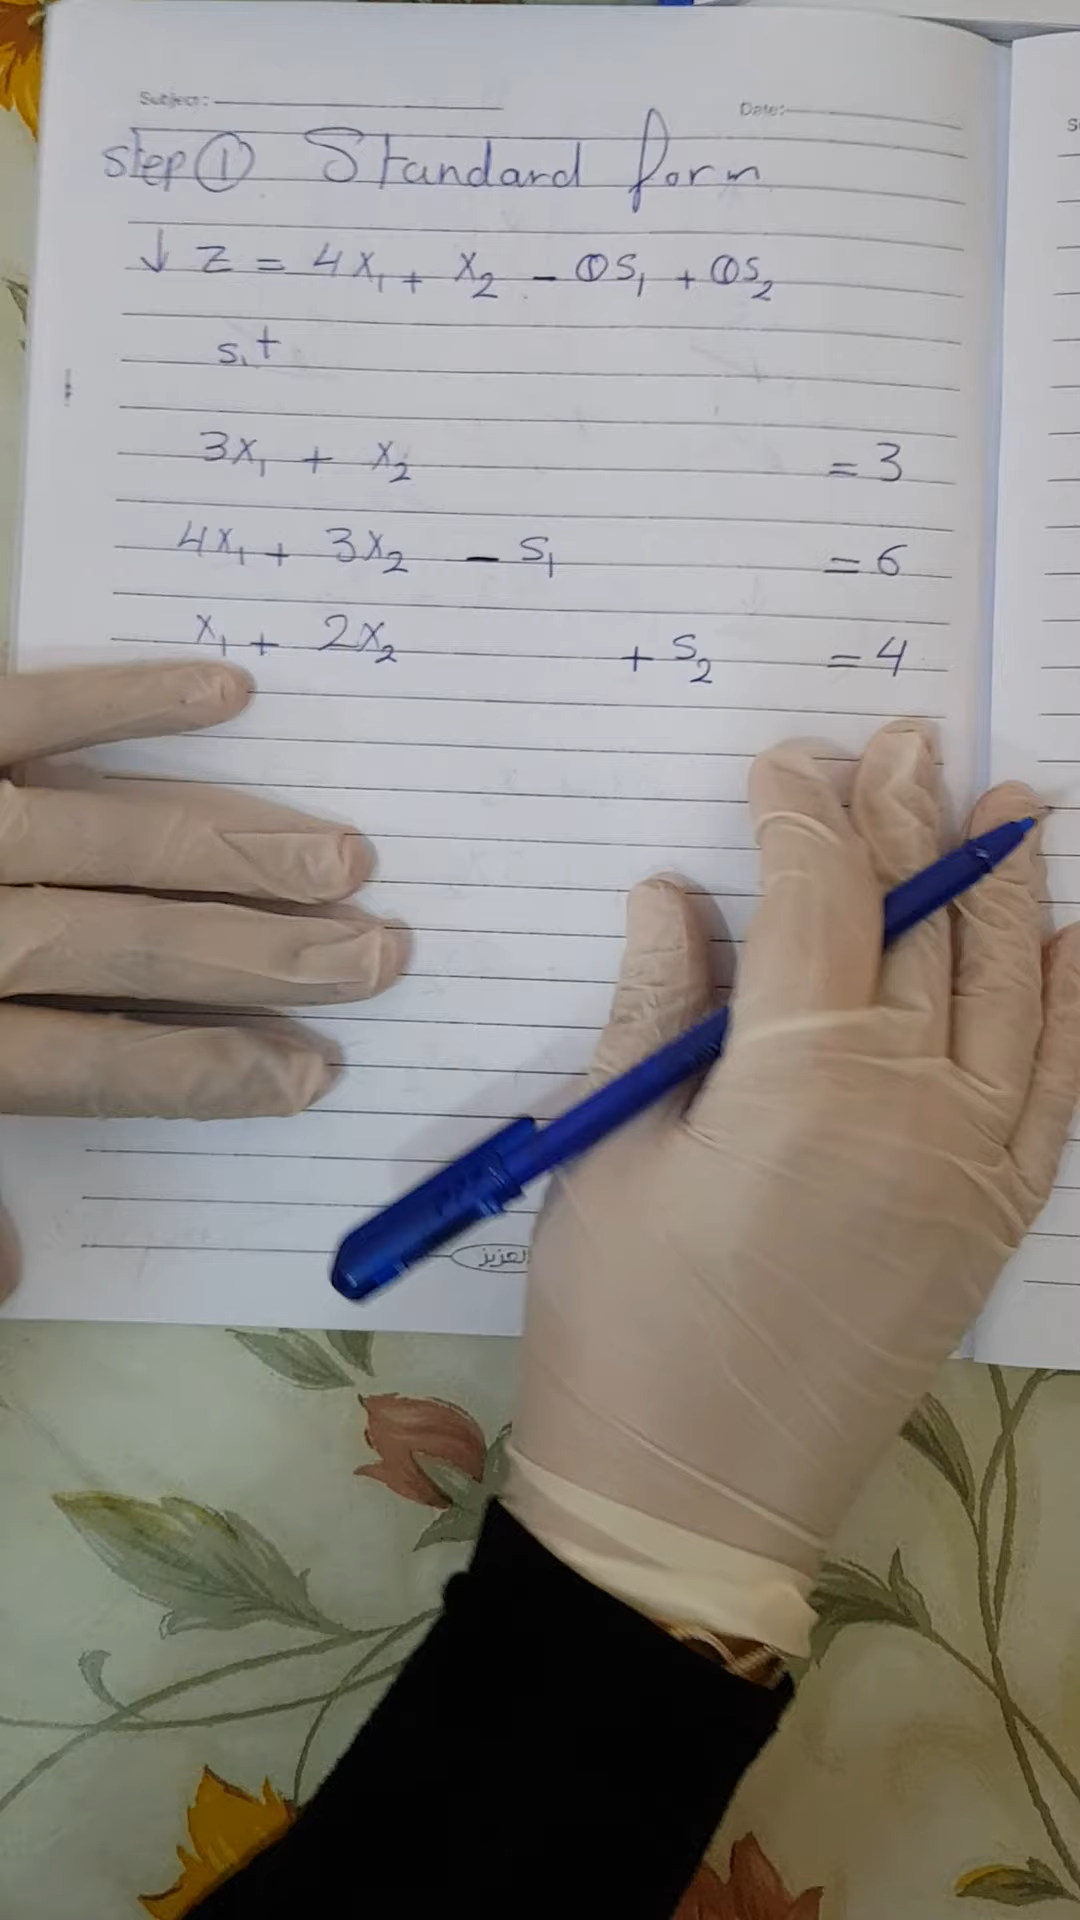 Subject: Date:
Step ① Standard form
↓ Z = 4x₁ + x₂ - 0S₁ + 0S₂
s.t
3x₁ + x₂ = 3
4x₁ + 3x₂ - S₁ = 6
x₁ + 2x₂ + S₂ = 4